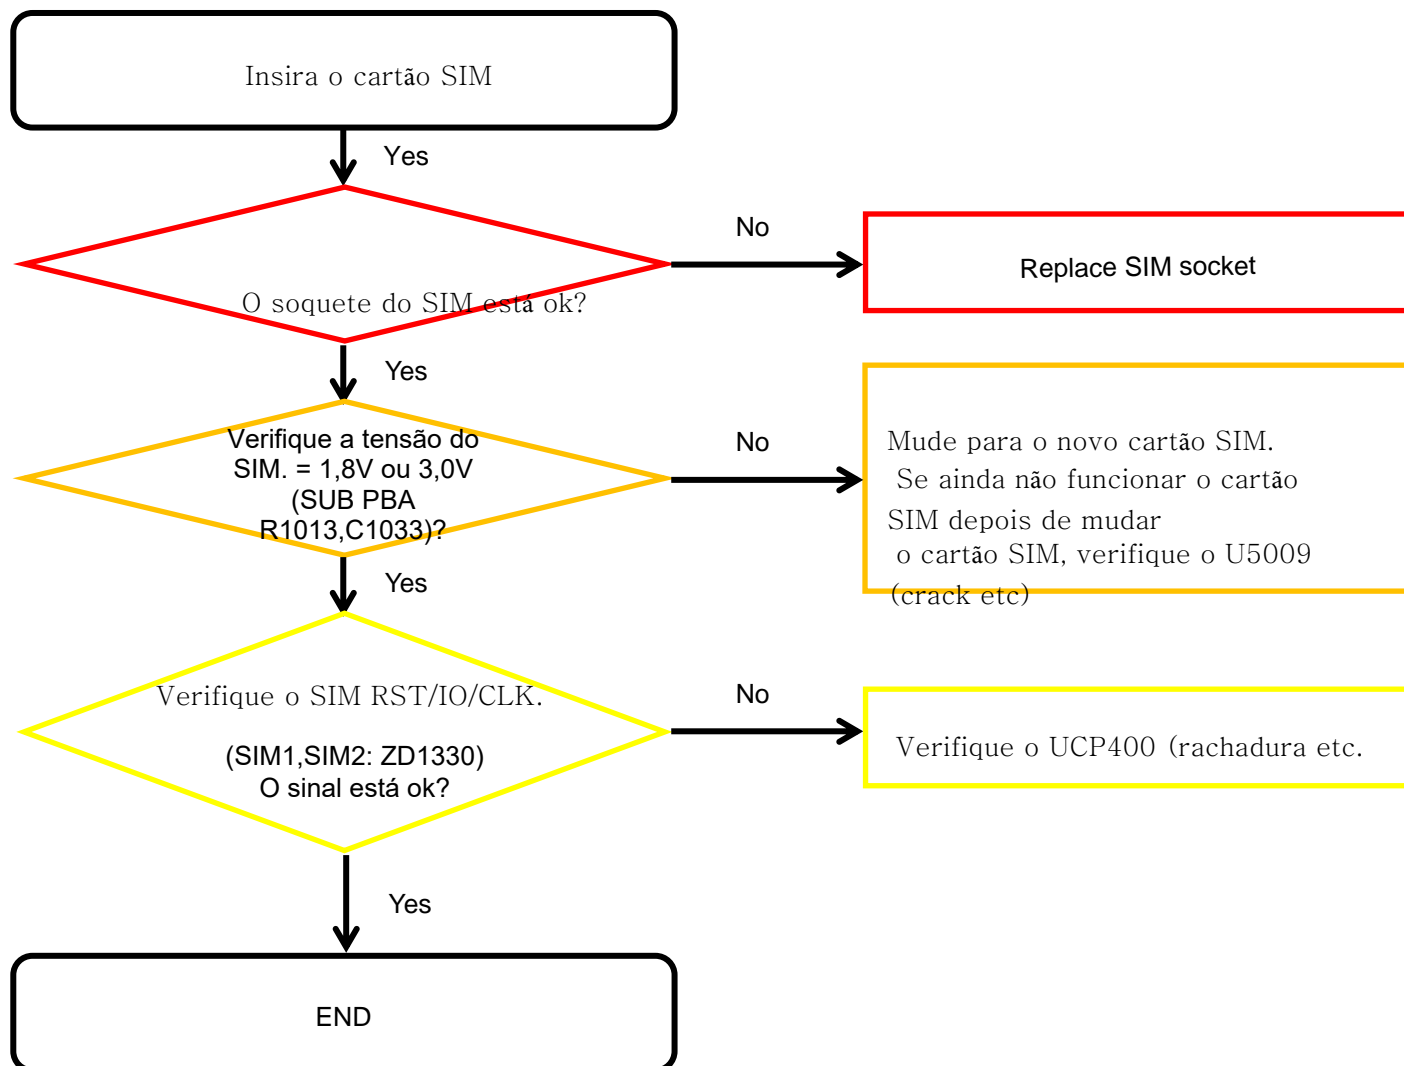 Insira o cartão SIM
Yes
No
Replace SIM socket
O soquete do SIM está ok?
Yes
Verifique a tensão do
SIM. = 1,8V ou 3,0V
(SUB PBA
R1013,C1033)?
No
Mude para o novo cartão SIM.
Se ainda não funcionar o cartão
SIM depois de mudar
o cartão SIM, verifique o U5009
(crack etc)
Yes
Verifique o SIM RST/IO/CLK.
(SIM1,SIM2: ZD1330)
O sinal está ok?
No
Verifique o UCP400 (rachadura etc.
Yes
END